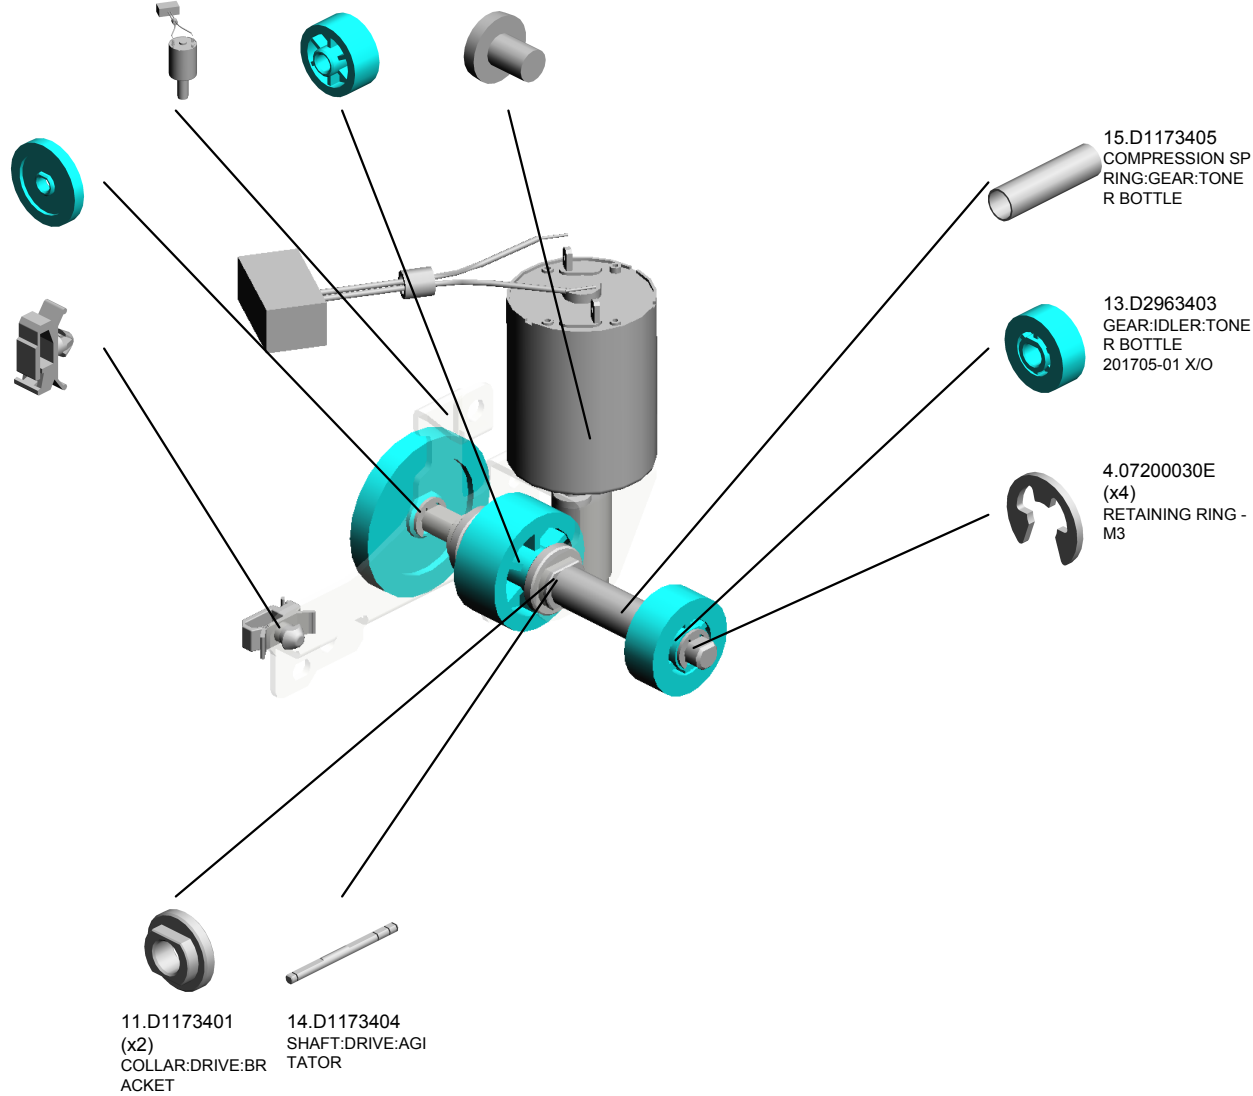 15.D1173405
COMPRESSION SP
RING:GEAR:TONE
R BOTTLE
13.D2963403
GEAR:IDLER:TONE
R BOTTLE
201705-01 X/O
4.07200030E
(x4)
RETAINING RING -
M3
11.D1173401
(x2)
COLLAR:DRIVE:BR
ACKET
14.D1173404
SHAFT:DRIVE:AGI
TATOR